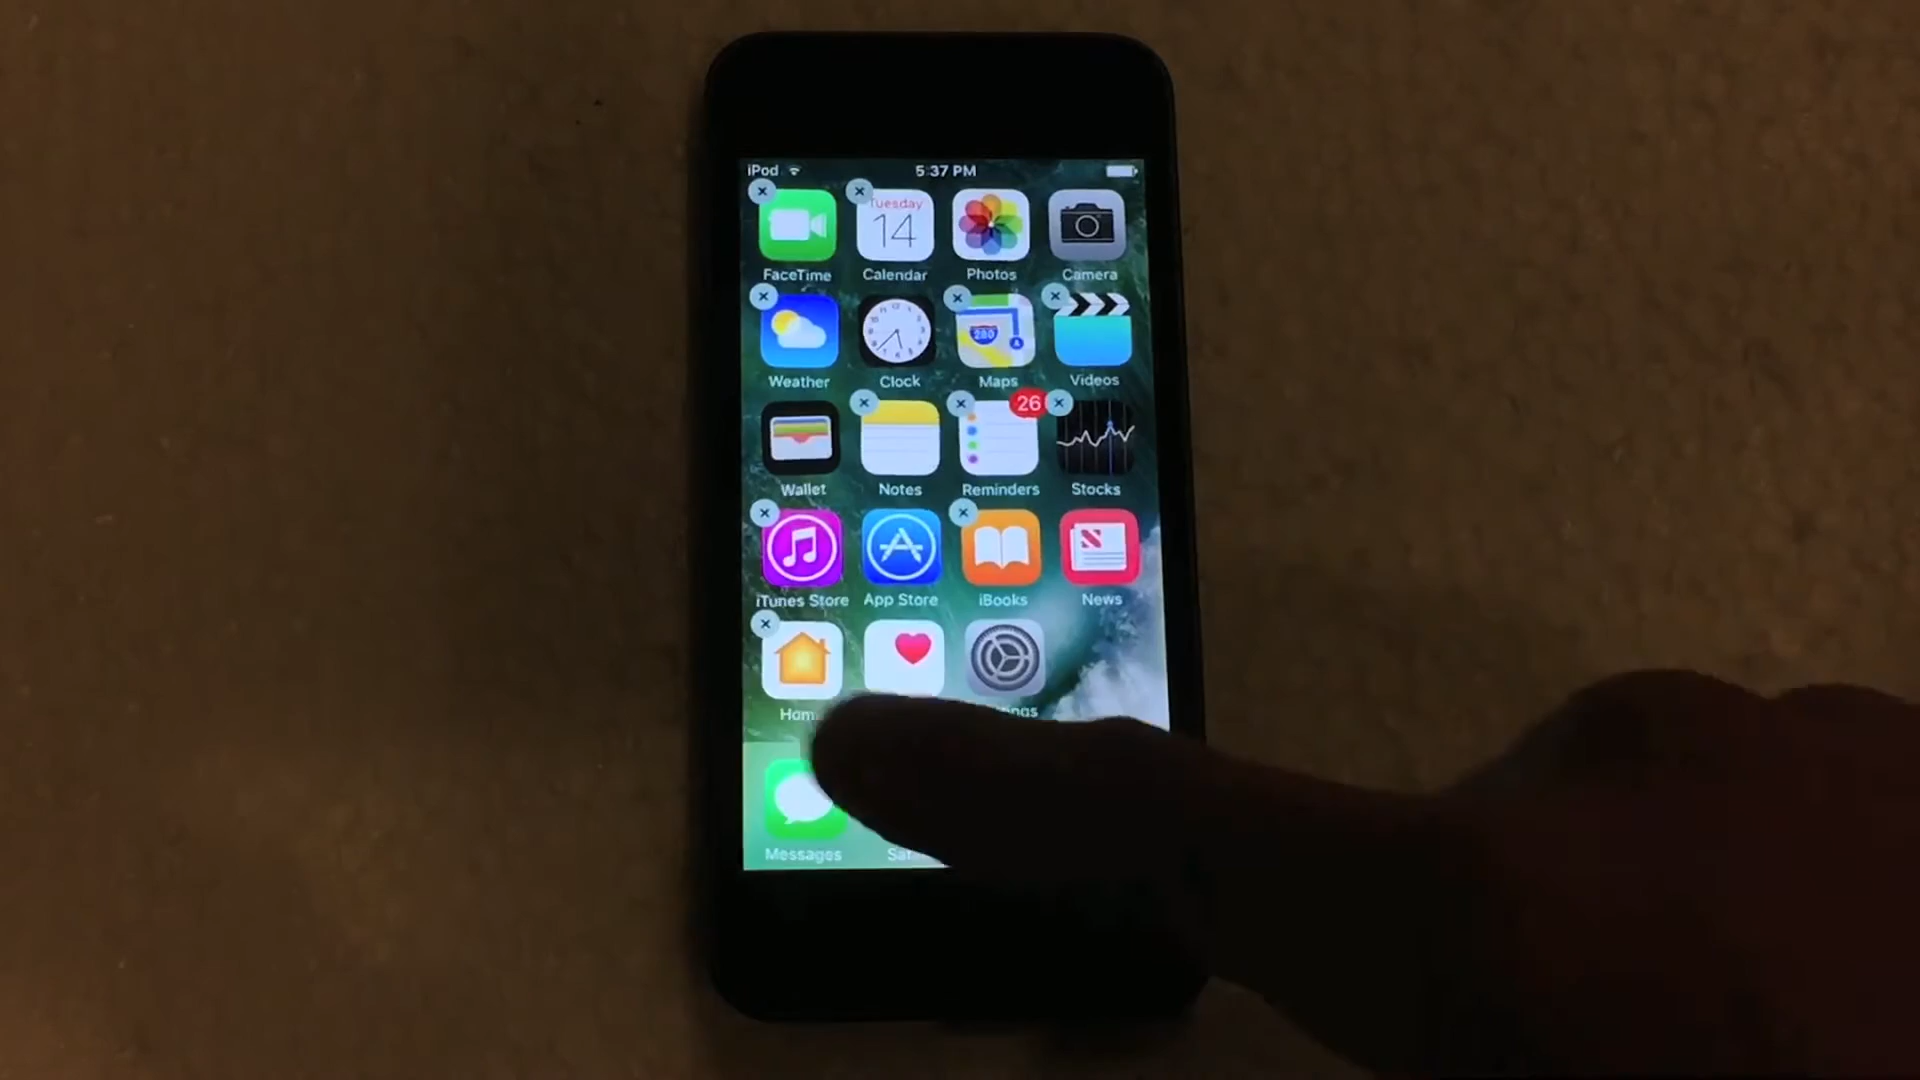 iPod 5:37 PM
Tuesday
14
FaceTime Calendar Photos Camera
280
Weather Clock Maps Videos
26
Wallet Notes Reminders Stocks
iTunes Store App Store iBooks News
Messages